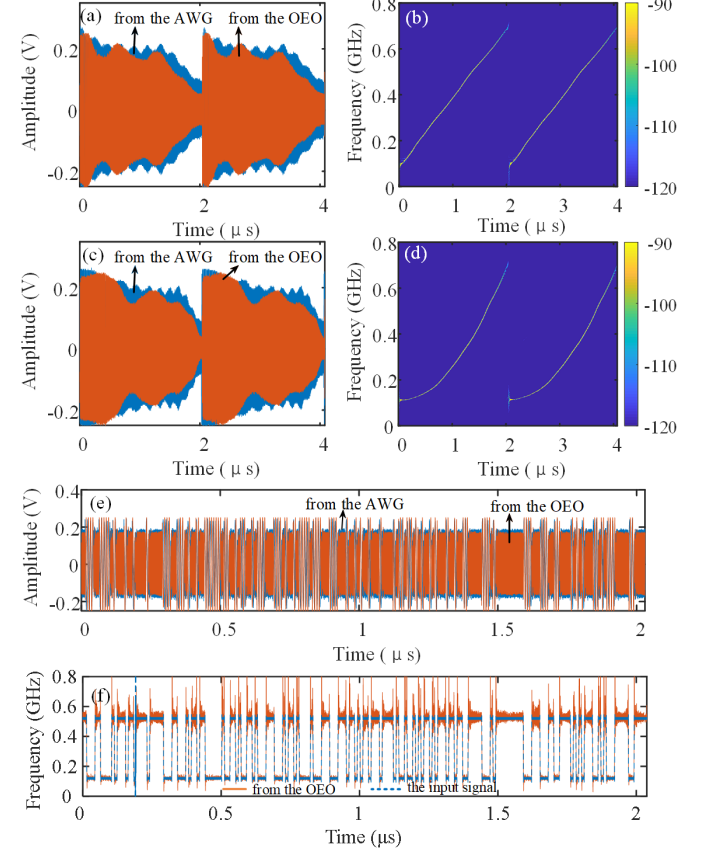 (a) from the AWG from the OEO
0.2
0
-0.2
Amplitude (V)
0 2 4
Time ( μ s)
(b)
0.8
0.6
0.4
0.2
0
Frequency (GHz)
0 1 2 3 4
Time ( μ s)
-90
-100
-110
-120
(c) from the AWG from the OEO
0.2
0
-0.2
Amplitude (V)
0 2 4
Time ( μ s)
(d)
0.8
0.6
0.4
0.2
0
Frequency (GHz)
0 1 2 3 4
Time ( μ s)
-90
-100
-110
-120
(e) from the AWG from the OEO
0.4
0.2
0
-0.2
Amplitude (V)
0 0.5 1 1.5 2
Time ( μ s)
(f)
0.8
0.6
0.4
0.2
0
Frequency (GHz)
from the OEO the input signal
0 0.5 1 1.5 2
Time (μs)